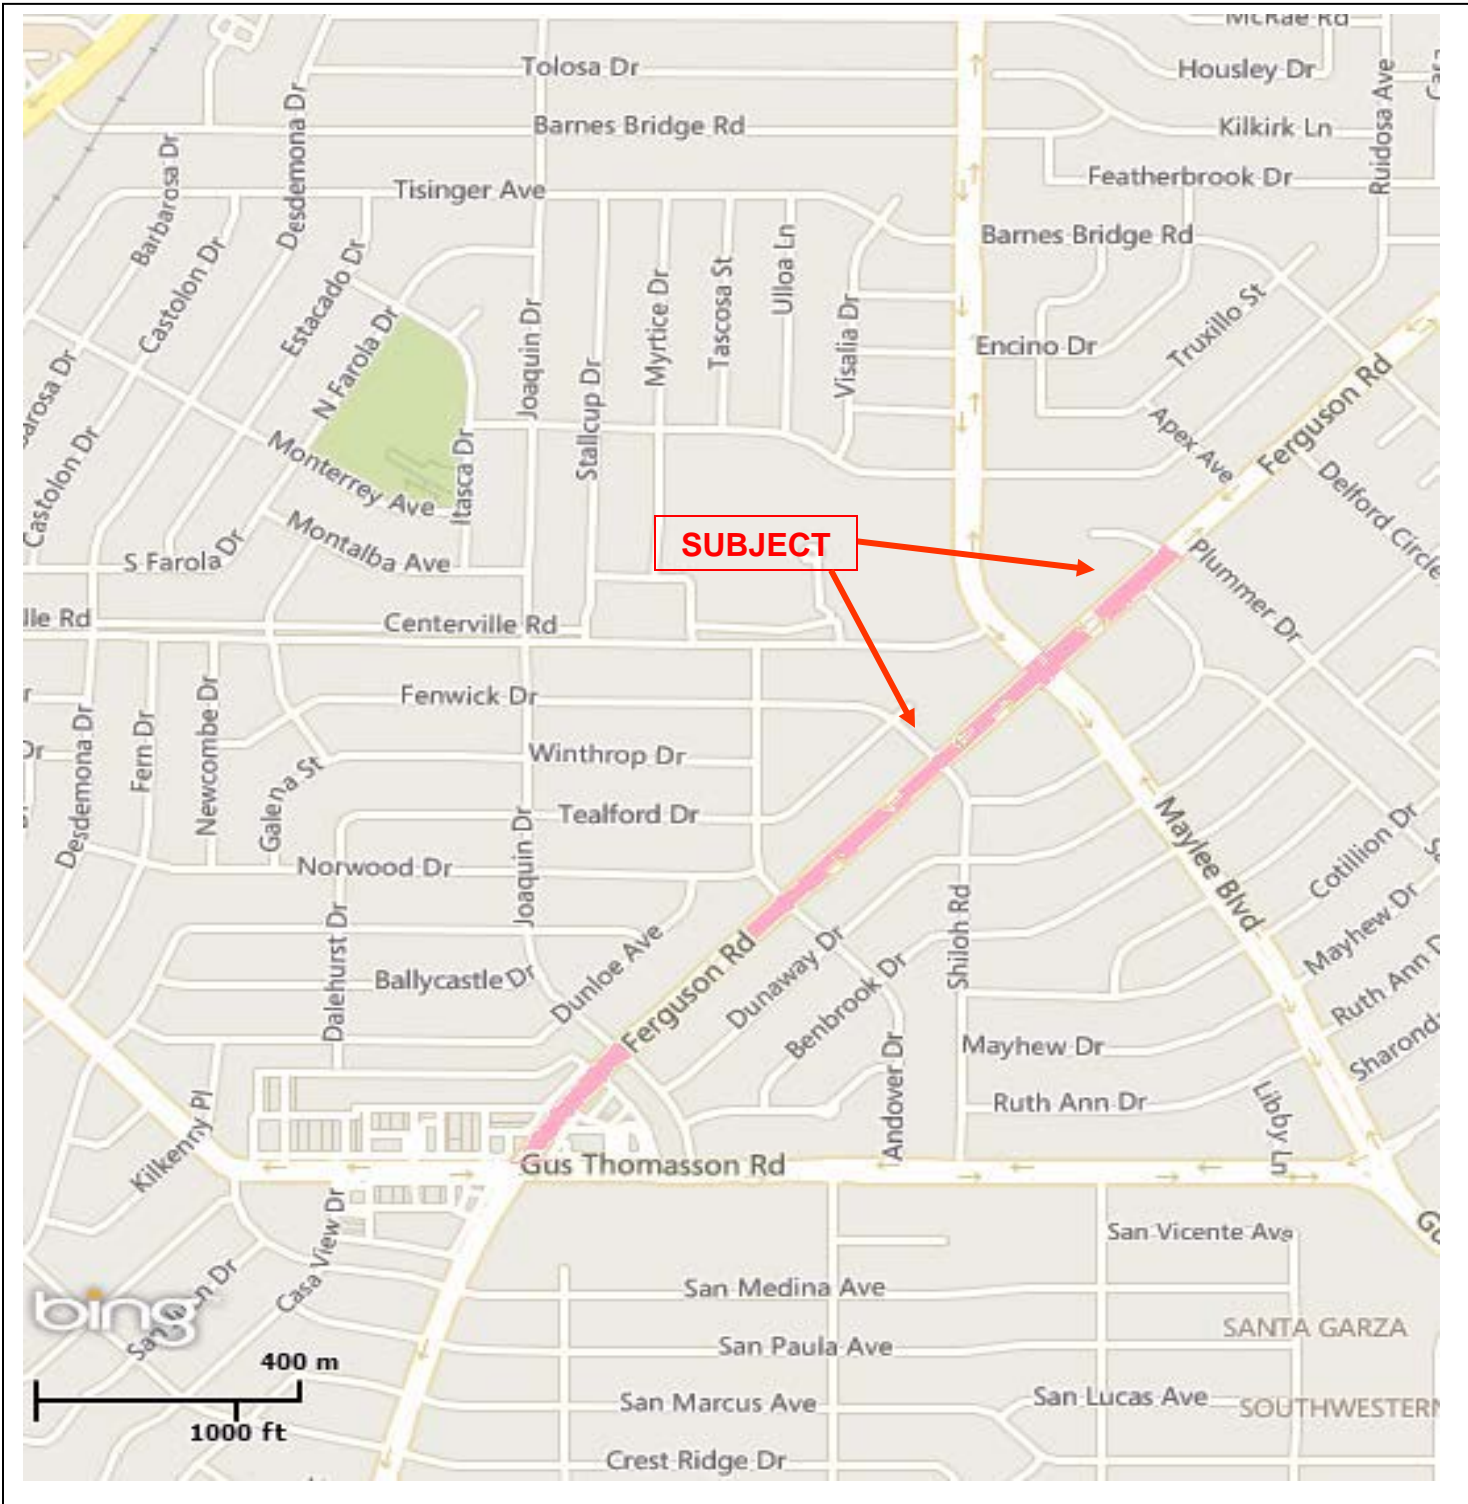 McRae Rd
Tolosa Dr
Housley Dr
Barnes Bridge Rd
Kilkirk Ln
Ruidosa Ave
Desdemona Dr
Barbarosa Dr
Tisinger Ave
Featherbrook Dr
Castolon Dr
Estacado Dr
Barnes Bridge Rd
Ulloa Ln
Tascosa St
Myrtice Dr
Joaquin Dr
Visalia Dr
Truxillo St
N Farola Dr
Encino Dr
Stallcup Dr
arosa Dr
Ferguson Rd
Apex Ave
Castolon Dr
Monterrey Ave
Itasca Dr
Delford Circle
Montalba Ave
S Farola Dr
SUBJECT
Plummer Dr
lle Rd
Centerville Rd
Fenwick Dr
Desdemona Dr
Fern Dr
Newcombe Dr
Dr
Winthrop Dr
Galena St
Tealford Dr
Joaquin Dr
Maylee Blvd
Cotillion Dr
Norwood Dr
Dalehurst Dr
Shiloh Rd
Mayhew Dr
Ballycastle Dr
Dunloe Ave
Ferguson Rd
Dunaway Dr
Benbrook Dr
Ruth Ann D
Andover Dr
Mayhew Dr
Sharond
Ruth Ann Dr
Libby Ln
Kilkenny Pl
Gus Thomasson Rd
Casa View Dr
San Vicente Ave
Gu
San Medina Ave
bing
SANTA GARZA
San Paula Ave
400 m
San Marcus Ave
San Lucas Ave
SOUTHWESTERN
1000 ft
Crest Ridge Dr